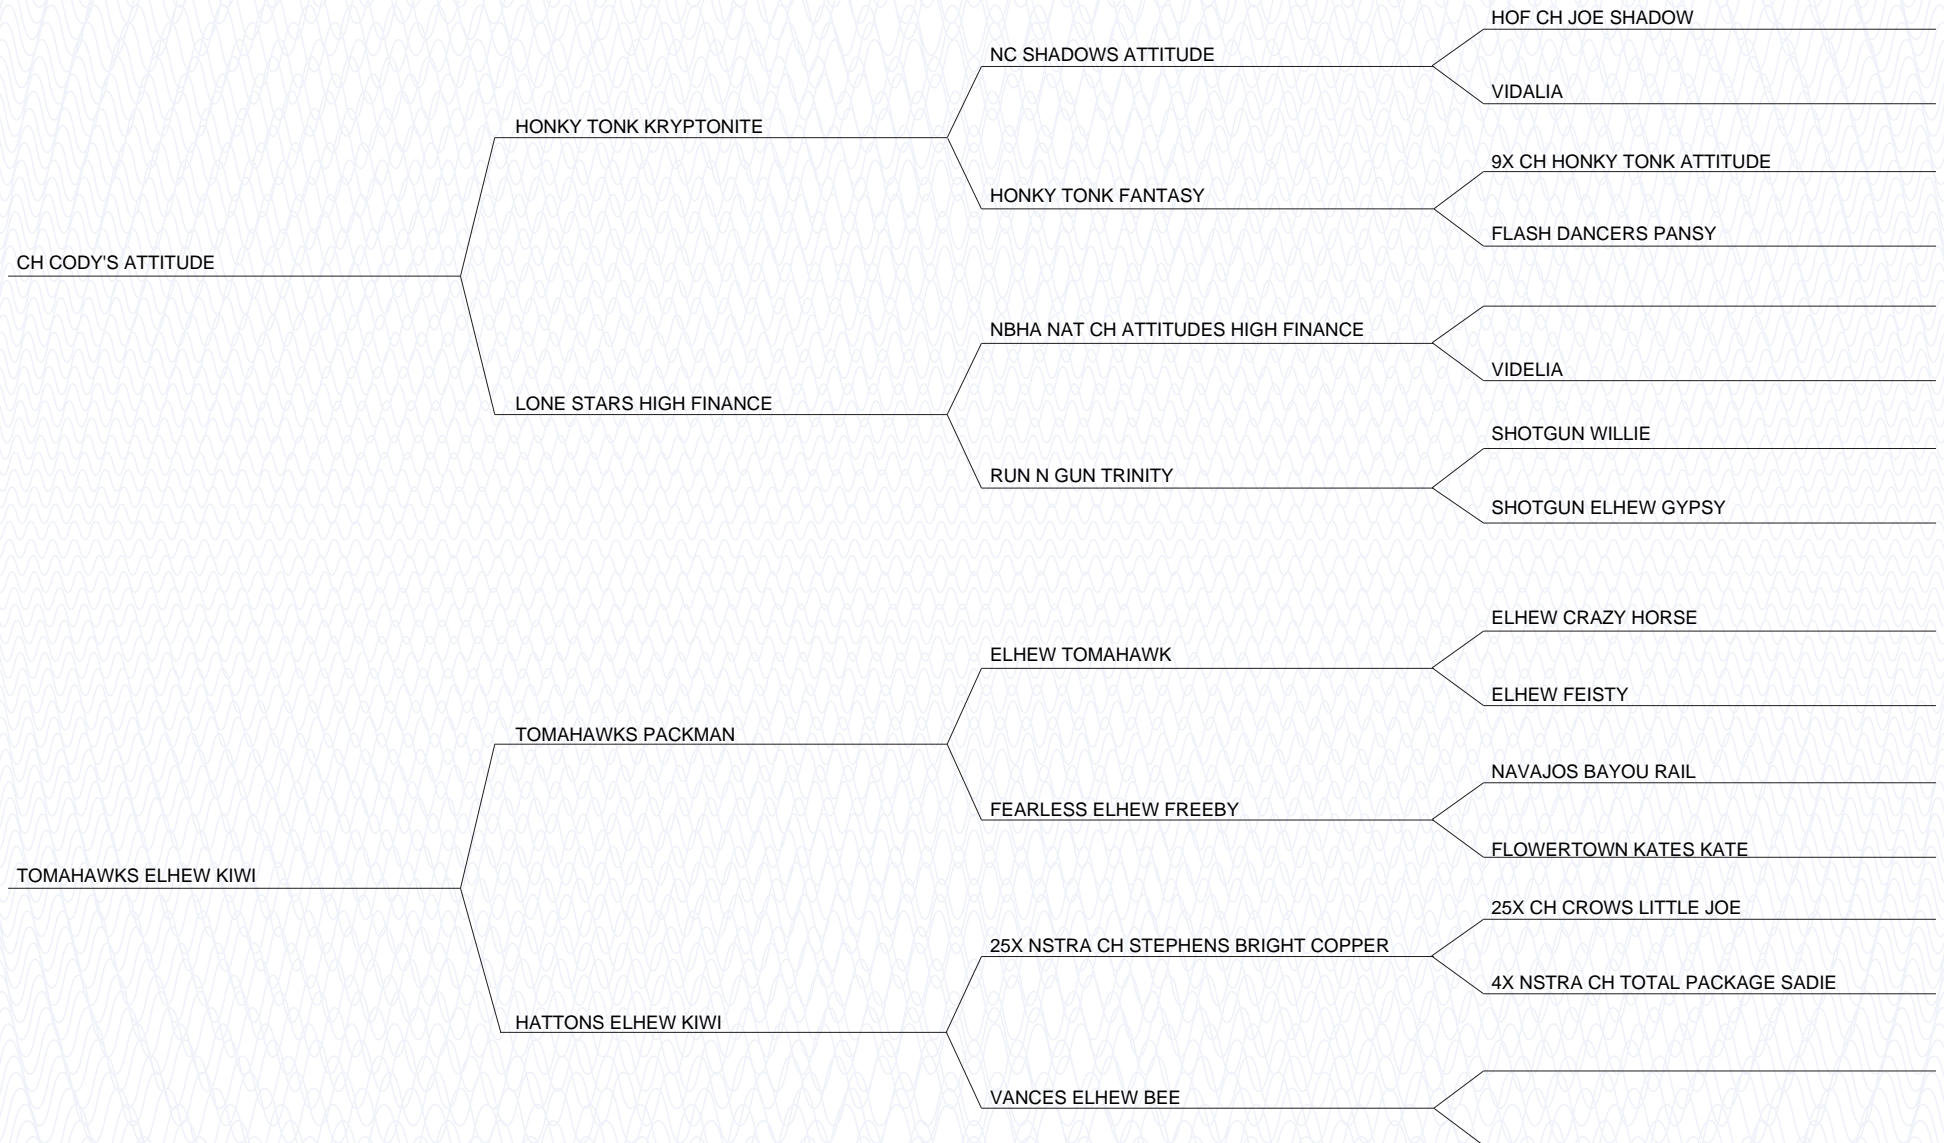 HOF CH JOE SHADOW
NC SHADOWS ATTITUDE
VIDALIA
HONKY TONK KRYPTONITE
9X CH HONKY TONK ATTITUDE
HONKY TONK FANTASY
FLASH DANCERS PANSY
CH CODY'S ATTITUDE
NBHA NAT CH ATTITUDES HIGH FINANCE
VIDELIA
LONE STARS HIGH FINANCE
SHOTGUN WILLIE
RUN N GUN TRINITY
SHOTGUN ELHEW GYPSY
ELHEW CRAZY HORSE
ELHEW TOMAHAWK
ELHEW FEISTY
TOMAHAWKS PACKMAN
NAVAJOS BAYOU RAIL
FEARLESS ELHEW FREEBY
FLOWERTOWN KATES KATE
TOMAHAWKS ELHEW KIWI
25X CH CROWS LITTLE JOE
25X NSTRA CH STEPHENS BRIGHT COPPER
4X NSTRA CH TOTAL PACKAGE SADIE
HATTONS ELHEW KIWI
VANCES ELHEW BEE